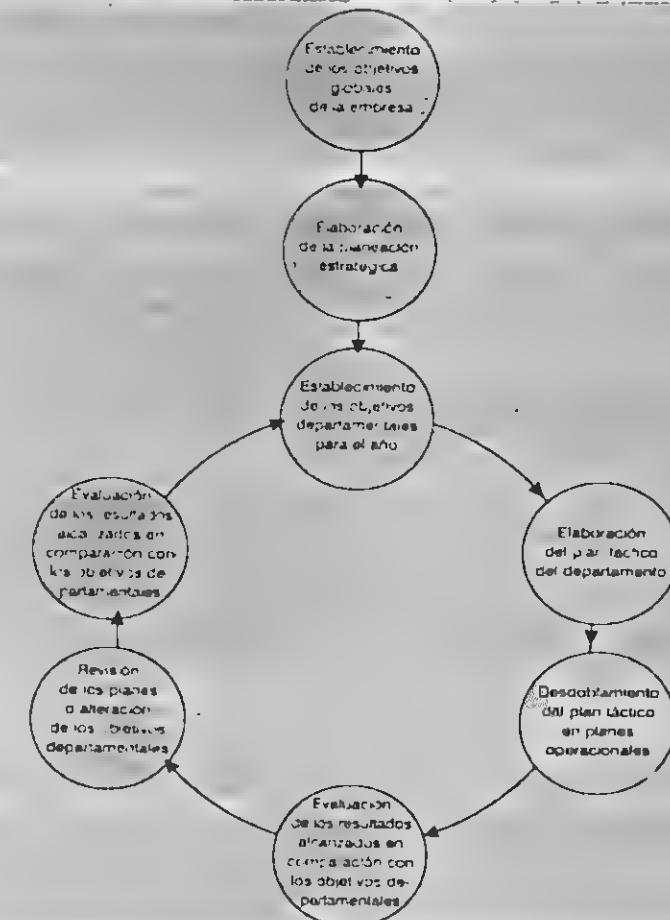 Establecimiento
de los objetivos
globales
de la empresa
Elaboración
de la planeación
estratégica
Establecimiento
de los objetivos
departamentales
para el año
Elaboración
del plan táctico
del departamento
Desdoblamiento
del plan táctico
en planes
operacionales
Evaluación
de los resultados
alcanzados en
comparación con
los objetivos de-
partamentales
Revisión
de los planes
o alteración
de los objetivos
departamentales
Evaluación
de los resultados
alcanzados en
comparación con
los objetivos de-
partamentales